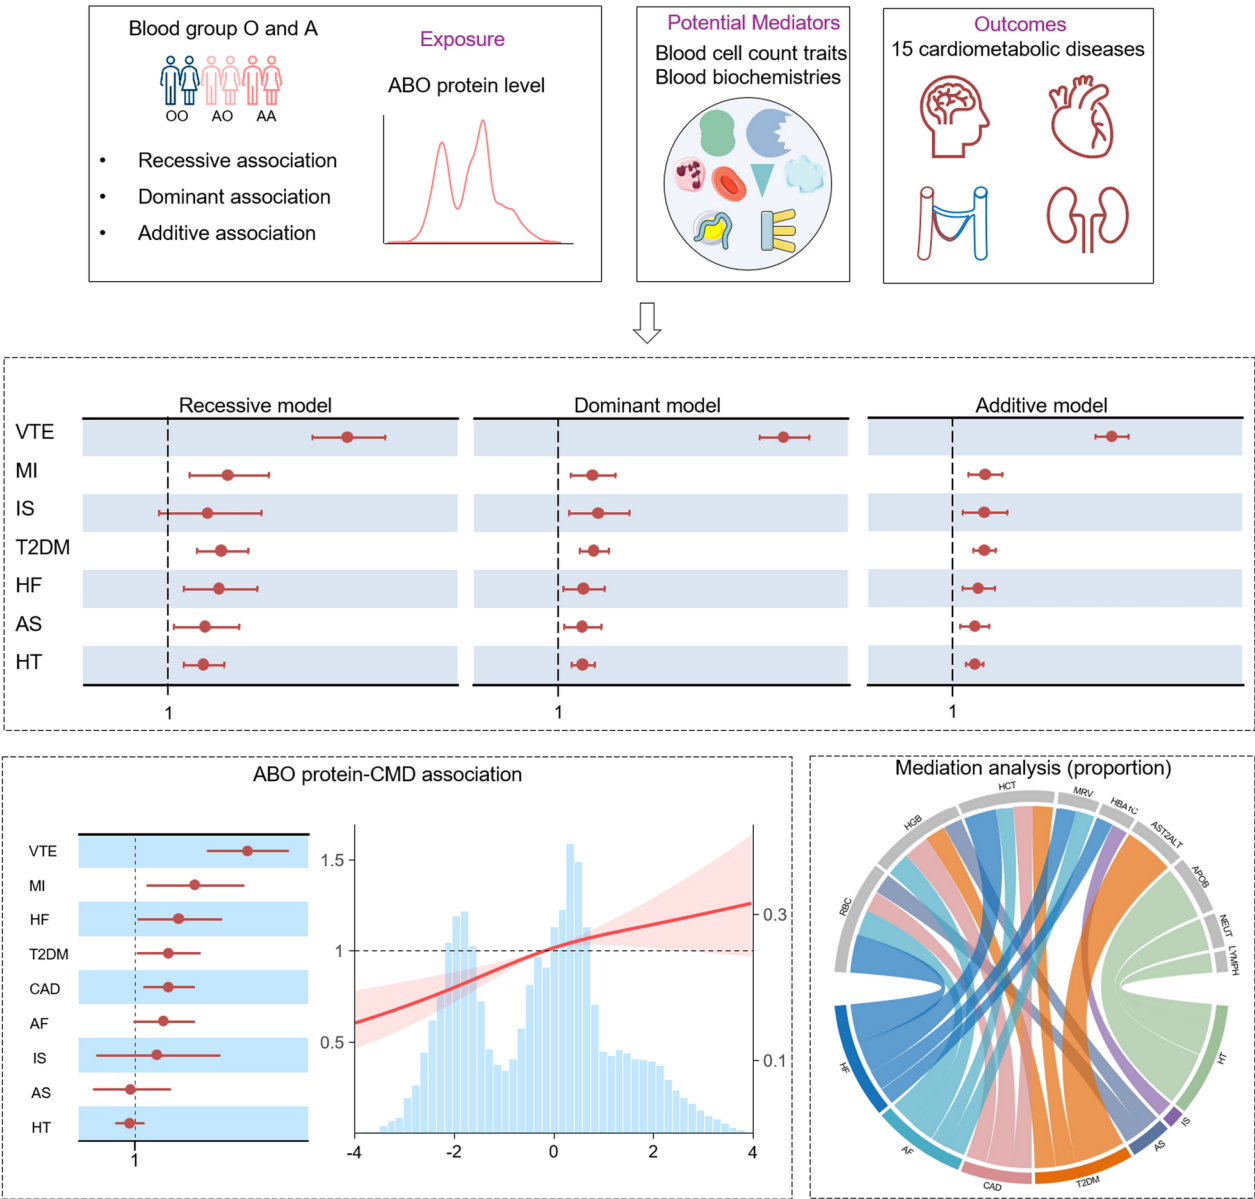 Blood group O and A
OO AO AA
• Recessive association
• Dominant association
• Additive association
Exposure
ABO protein level
Potential Mediators
Blood cell count traits
Blood biochemistries
Outcomes
15 cardiometabolic diseases
Recessive model
Dominant model
Additive model
VTE
MI
IS
T2DM
HF
AS
HT
1
1
1
ABO protein-CMD association
VTE
MI
HF
T2DM
CAD
AF
IS
AS
HT
1
1.5
1
0.5
0.3
0.1
-4 -2 0 2 4
Mediation analysis (proportion)
RBC
HGB
HCT
MRV
HBA1C
AST2ALT
APOB
NEUT
LYMPH
HT
IS
AS
T2DM
CAD
AF
HF